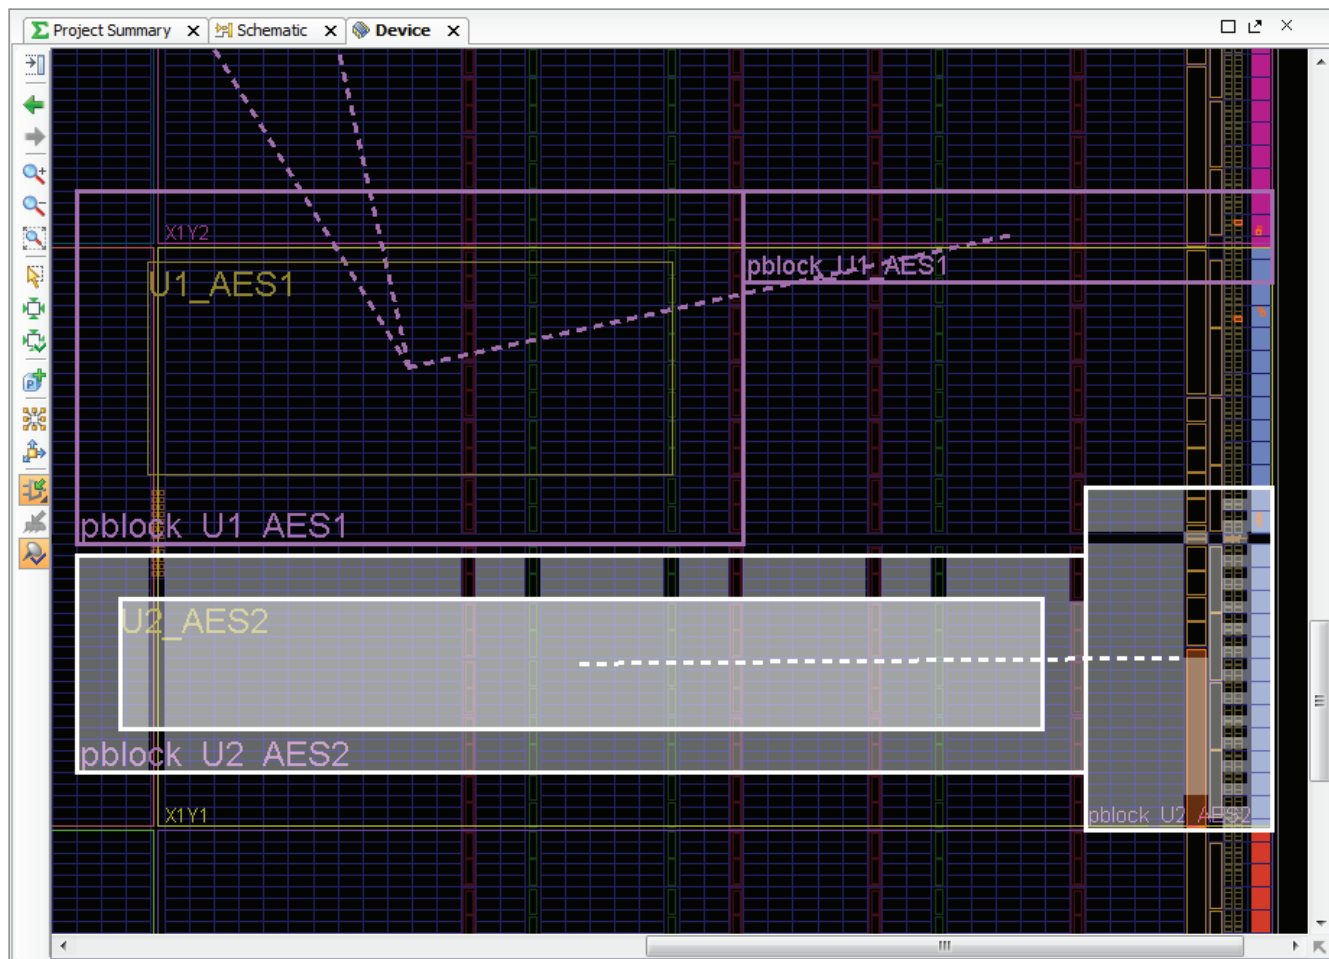 Project Summary
Schematic
Device
X1Y2
U1_AES1
pblock_U1_AES1
pblock_U1_AES1
U2_AES2
pblock_U2_AES2
X1Y1
pblock_U2_AES2